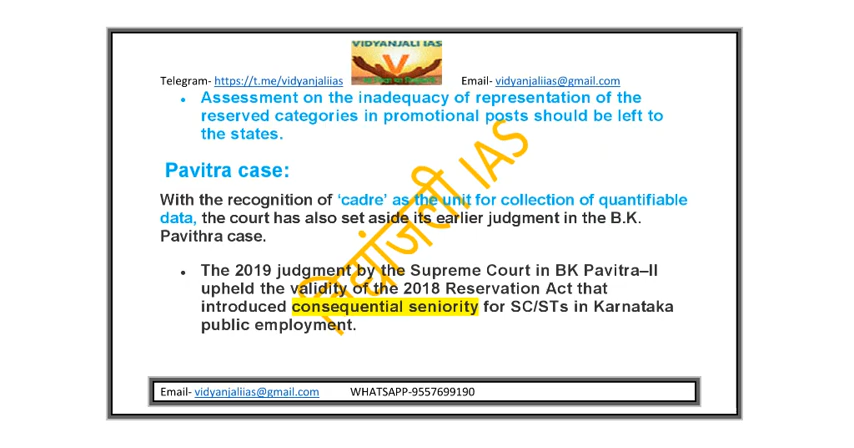 VIDYANJALI IAS
Telegram- https://t.me/vidyanjaliias Email- vidyanjaliias@gmail.com
• Assessment on the inadequacy of representation of the
reserved categories in promotional posts should be left to
the states.
Pavitra case:
With the recognition of ‘cadre’ as the unit for collection of quantifiable
data, the court has also set aside its earlier judgment in the B.K.
Pavithra case.
विद्यांजली IAS
• The 2019 judgment by the Supreme Court in BK Pavitra–II
upheld the validity of the 2018 Reservation Act that
introduced consequential seniority for SC/STs in Karnataka
public employment.
Email- vidyanjaliias@gmail.com WHATSAPP-9557699190